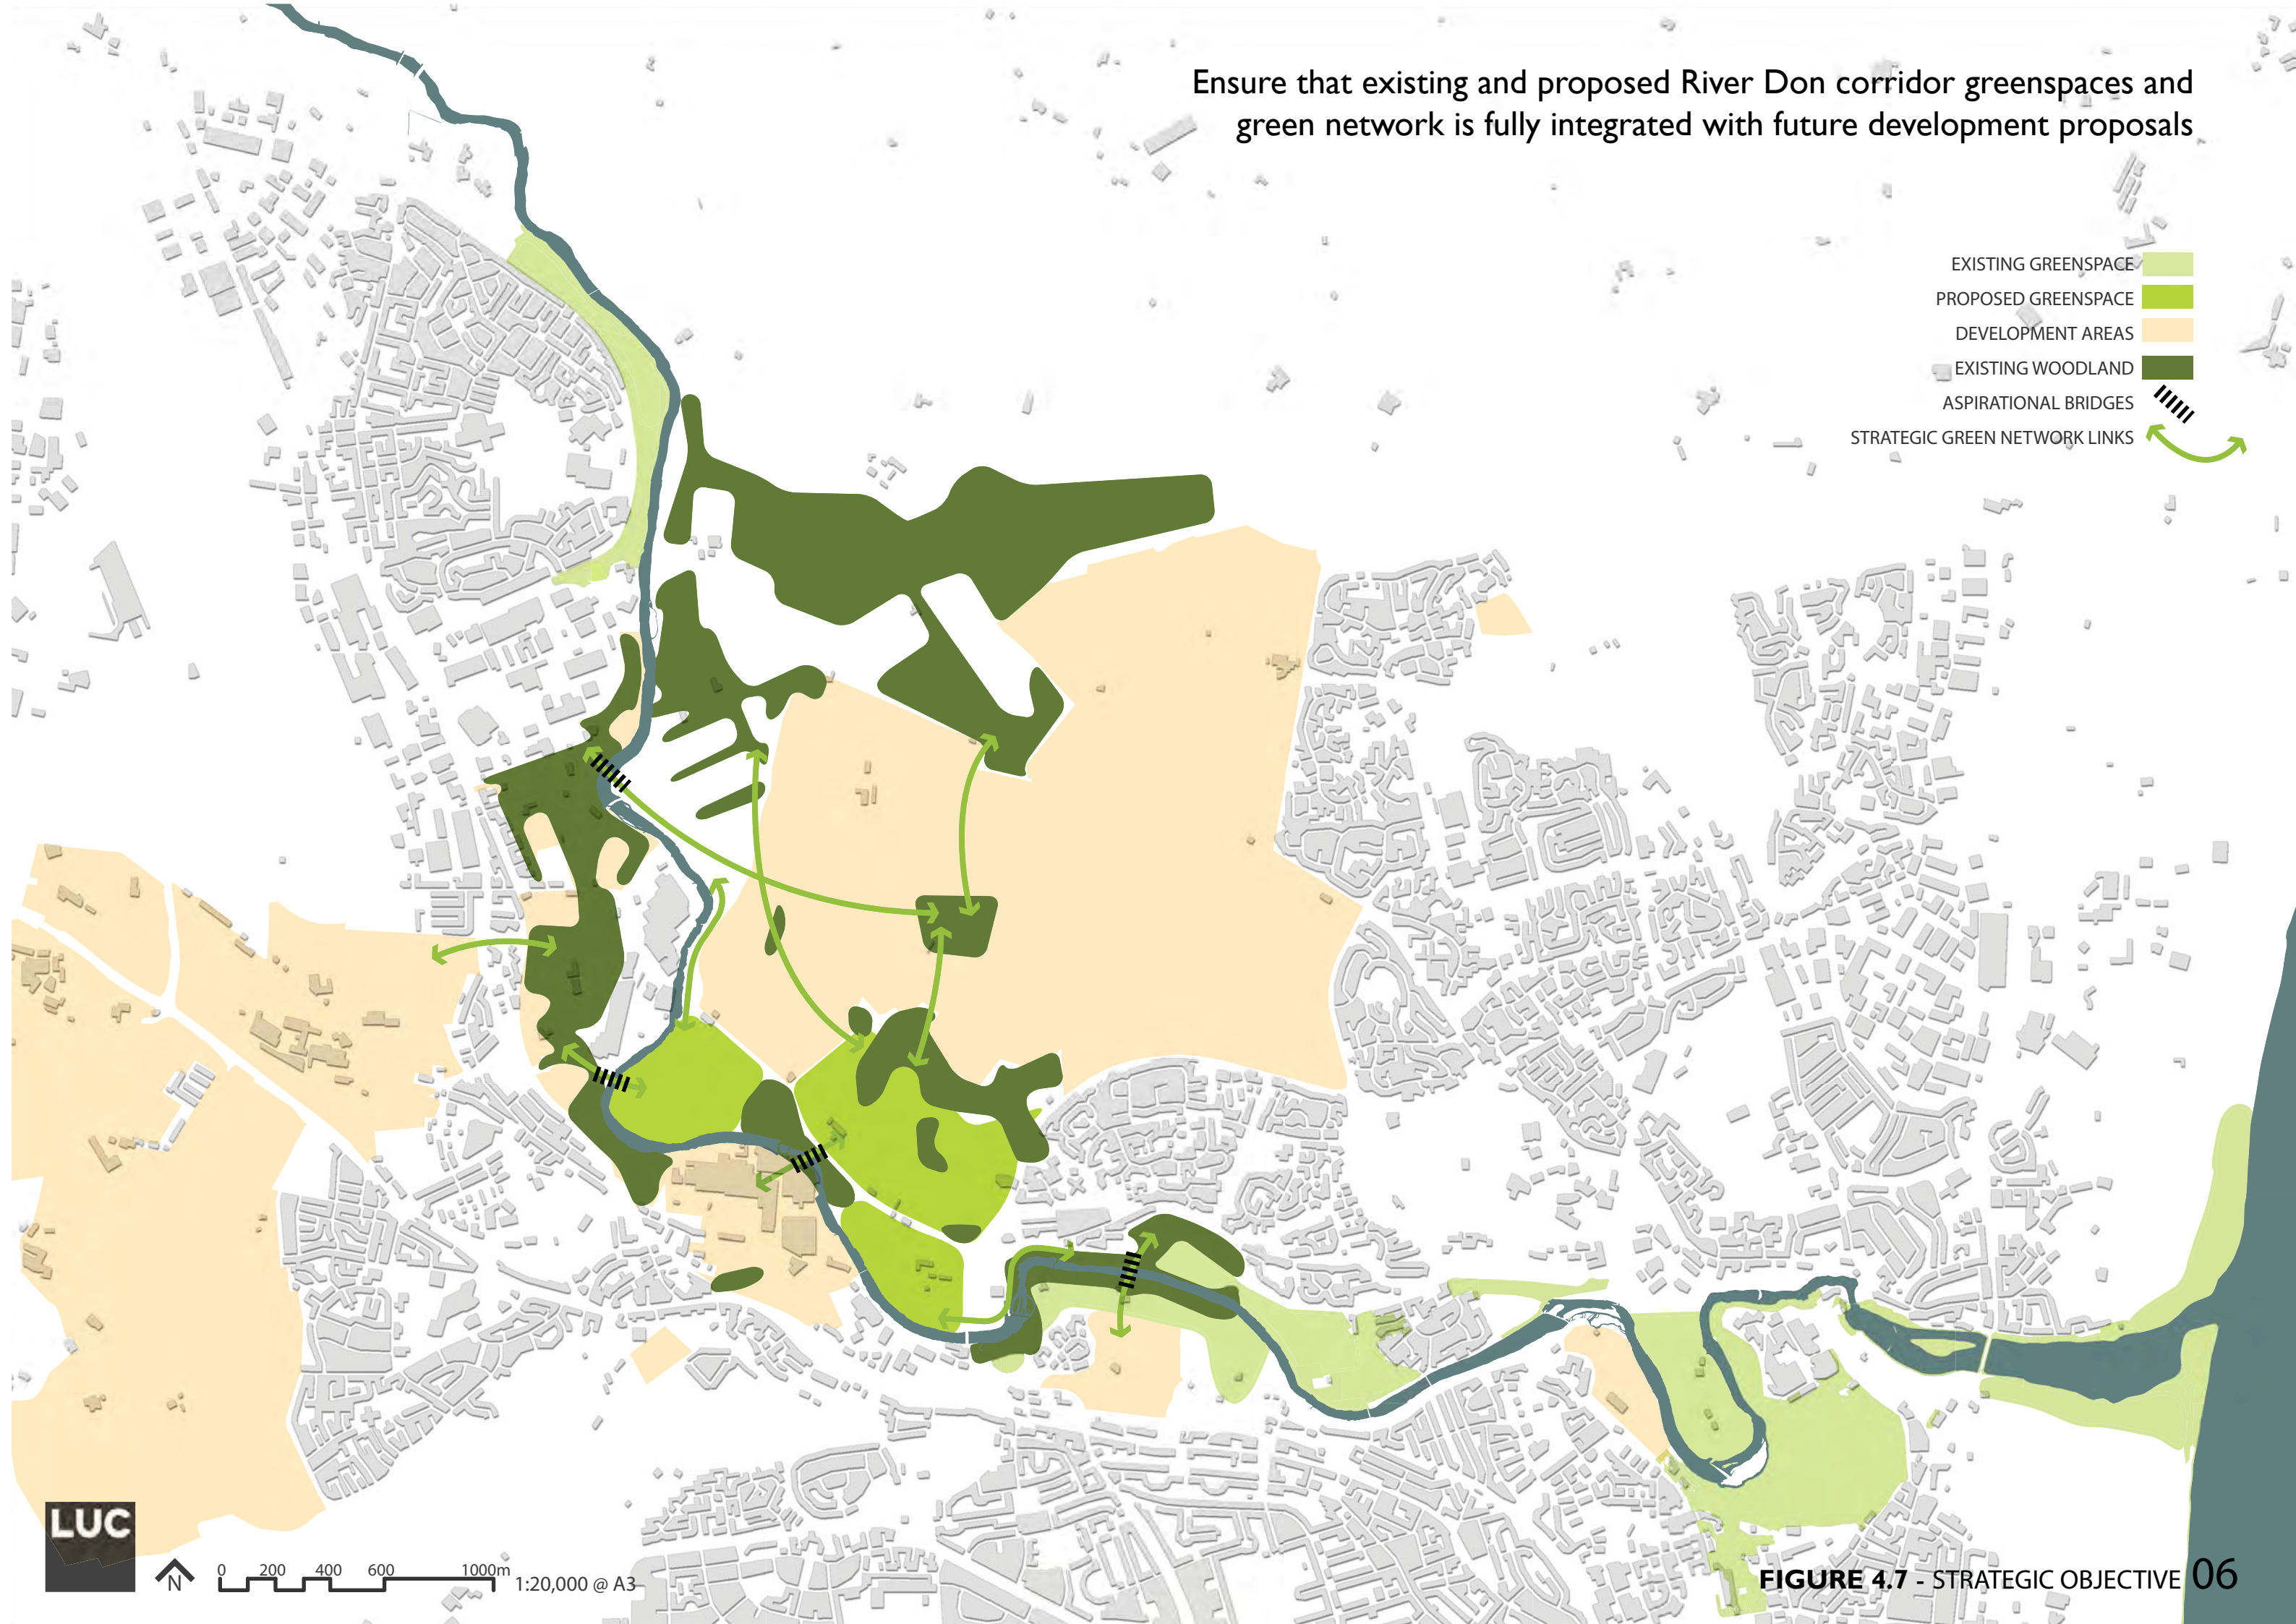 Ensure that existing and proposed River Don corridor greenspaces and
green network is fully integrated with future development proposals
EXISTING GREENSPACE
PROPOSED GREENSPACE
DEVELOPMENT AREAS
EXISTING WOODLAND
ASPIRATIONAL BRIDGES
STRATEGIC GREEN NETWORK LINKS
LUC
N
0 200 400 600 1000m
1:20,000 @ A3
FIGURE 4.7 - STRATEGIC OBJECTIVE 06